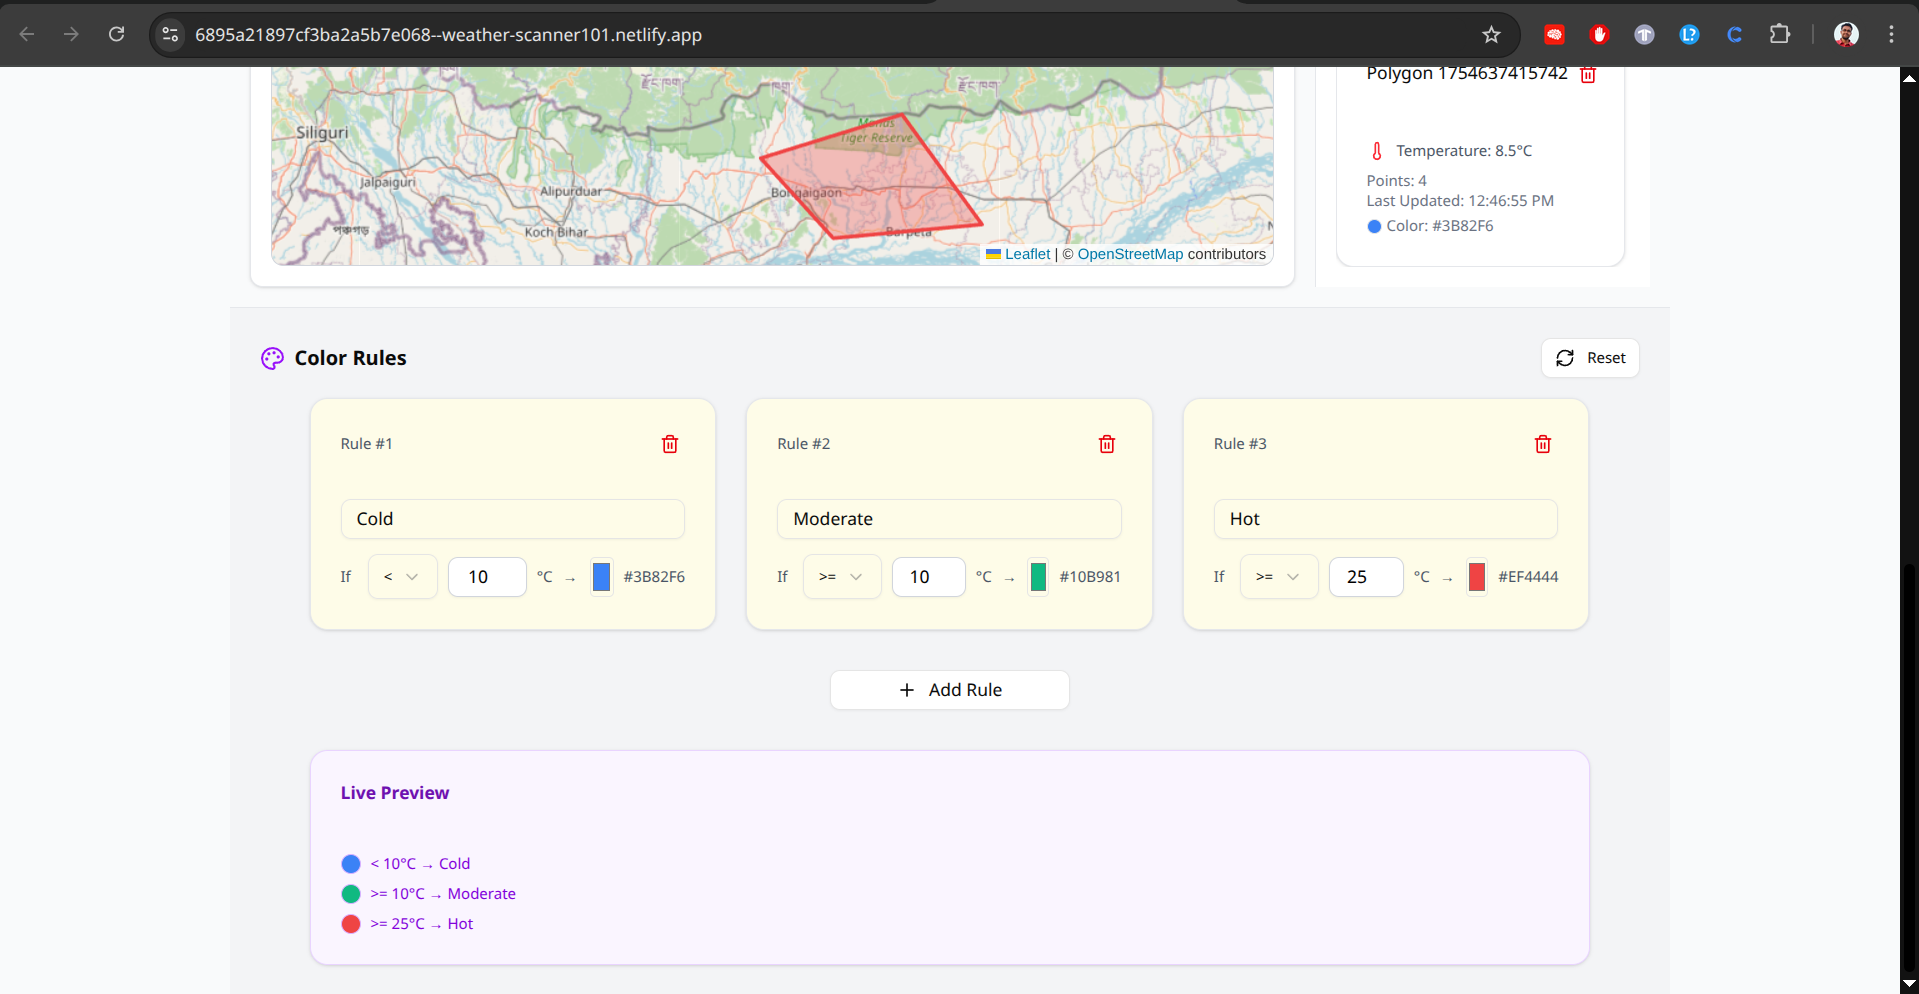 6895a21897cf3ba2a5b7e068--weather-scanner101.netlify.app
Polygon 1754637415742
Siliguri
Manas
Tiger Reserve
Jalpaiguri
Alipurduar
Bongaigaon
পঞ্চগড়
Koch Bihar
Barpeta
Leaflet | © OpenStreetMap contributors
Temperature: 8.5°C
Points: 4
Last Updated: 12:46:55 PM
Color: #3B82F6
Color Rules
Reset
Rule #1
Cold
If < 10 °C → #3B82F6
Rule #2
Moderate
If >= 10 °C → #10B981
Rule #3
Hot
If >= 25 °C → #EF4444
+ Add Rule
Live Preview
< 10°C → Cold
>= 10°C → Moderate
>= 25°C → Hot